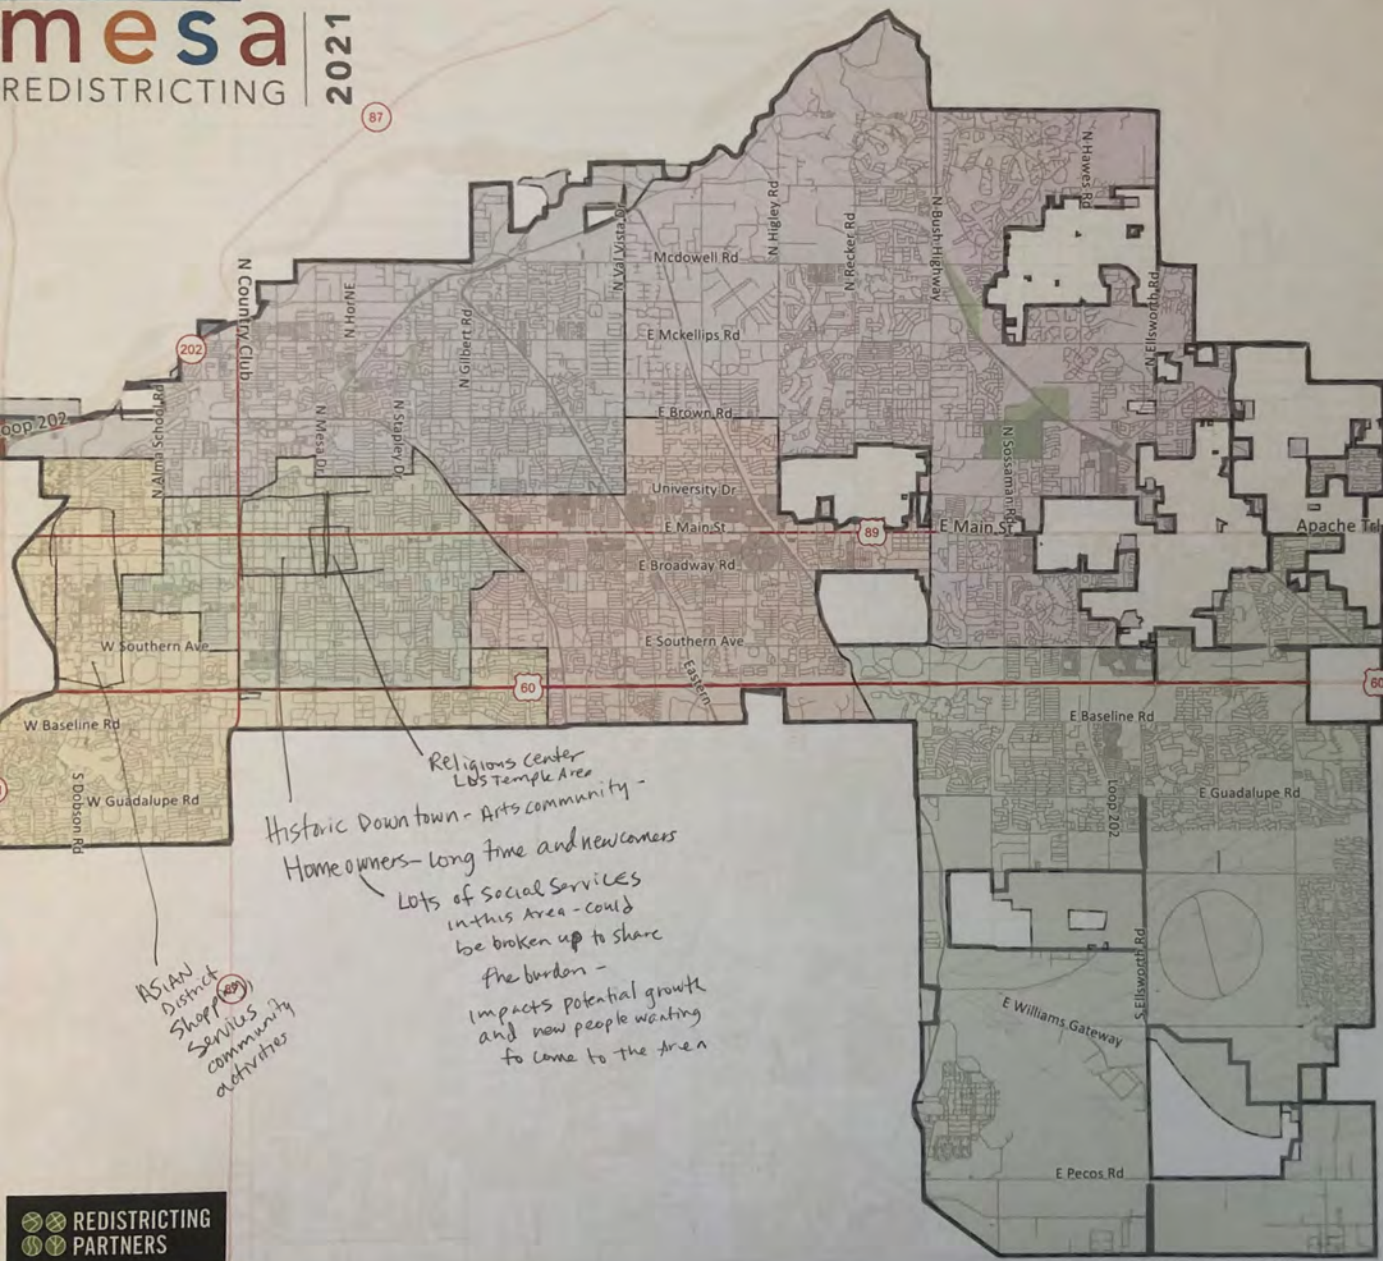 mesa
REDISTRICTING
2021
87
N Hawes Rd
N Higley Rd
N Val Vista Dr
N Recker Rd
N Bush Highway
Mcdowell Rd
N Country Club
N HorNE
N Gilbert Rd
E Mckellips Rd
N Ellsworth Rd
202
oop 202
N Alma School Rd
N Mesa Dr
N Stapley Dr
E Brown Rd
N Sossaman Rd
University Dr
E Main St
89
E Main St
Apache Trl
E Broadway Rd
W Southern Ave
E Southern Ave
Eastern
60
60
W Baseline Rd
E Baseline Rd
S Dobson Rd
W Guadalupe Rd
Loop 202
E Guadalupe Rd
S Ellsworth Rd
E Williams Gateway
E Pecos Rd
Religions Center
LDS Temple Area
Historic Downtown - Arts community -
Homeowners - Long time and newcomers
Lots of Social Services
in this Area - could
be broken up to share
the burden -
impacts potential growth
and new people wanting
to come to the Area
ASIAN
District
Shopping,
Services
community
activities
REDISTRICTING
PARTNERS